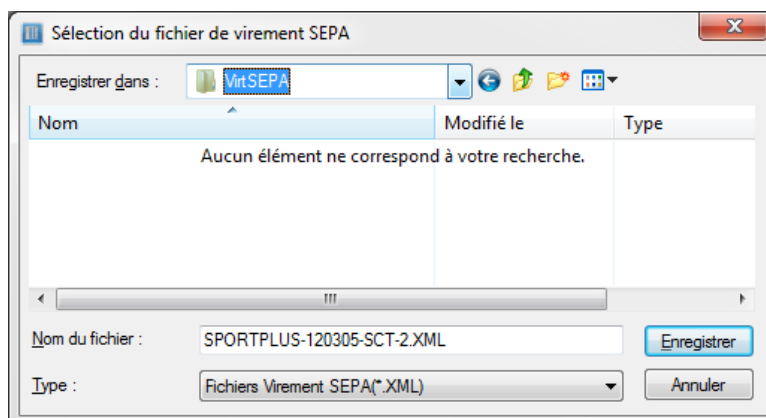 Sélection du fichier de virement SEPA
Enregistrer dans : VirtSEPA
Nom Modifié le Type
Aucun élément ne correspond à votre recherche.
Nom du fichier : SPORTPLUS-120305-SCT-2.XML Enregistrer
Type : Fichiers Virement SEPA(*.XML) Annuler